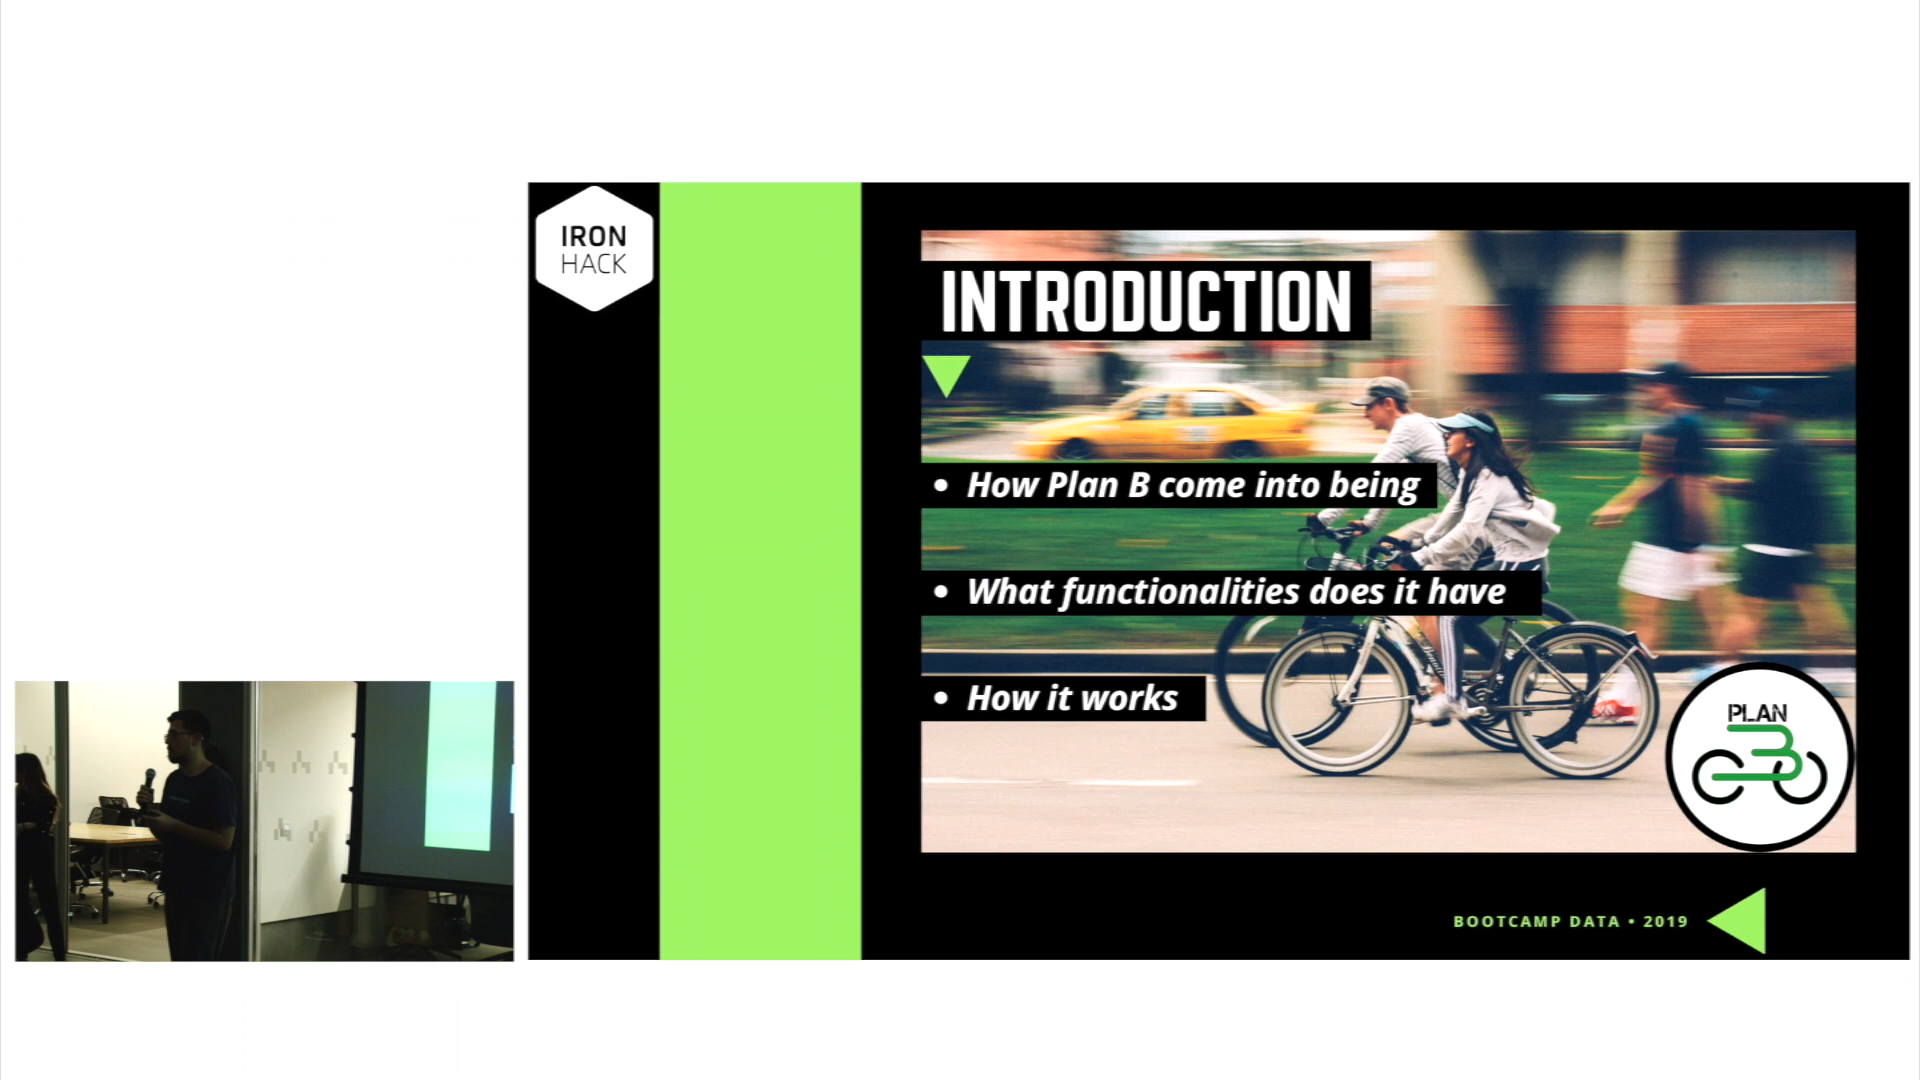 IRON
HACK
INTRODUCTION
• How Plan B come into being
• What functionalities does it have
• How it works
PLAN
B
BOOTCAMP DATA • 2019